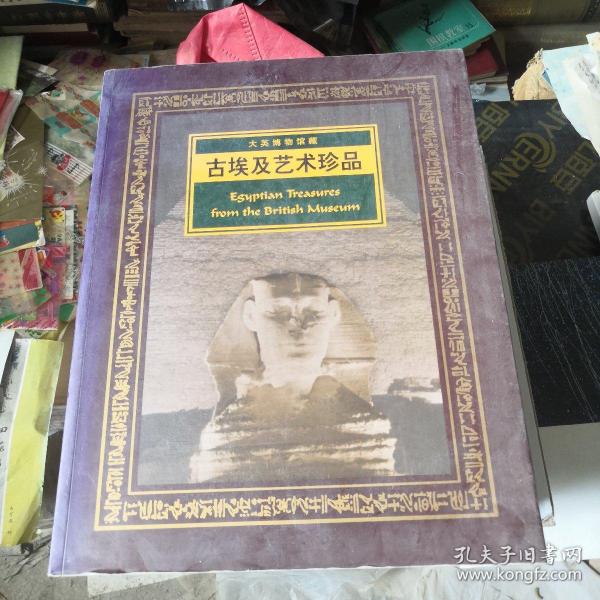 大英博物馆藏
古埃及艺术珍品
Egyptian Treasures
from the British Museum
孔夫子旧书网
www.kongfz.com